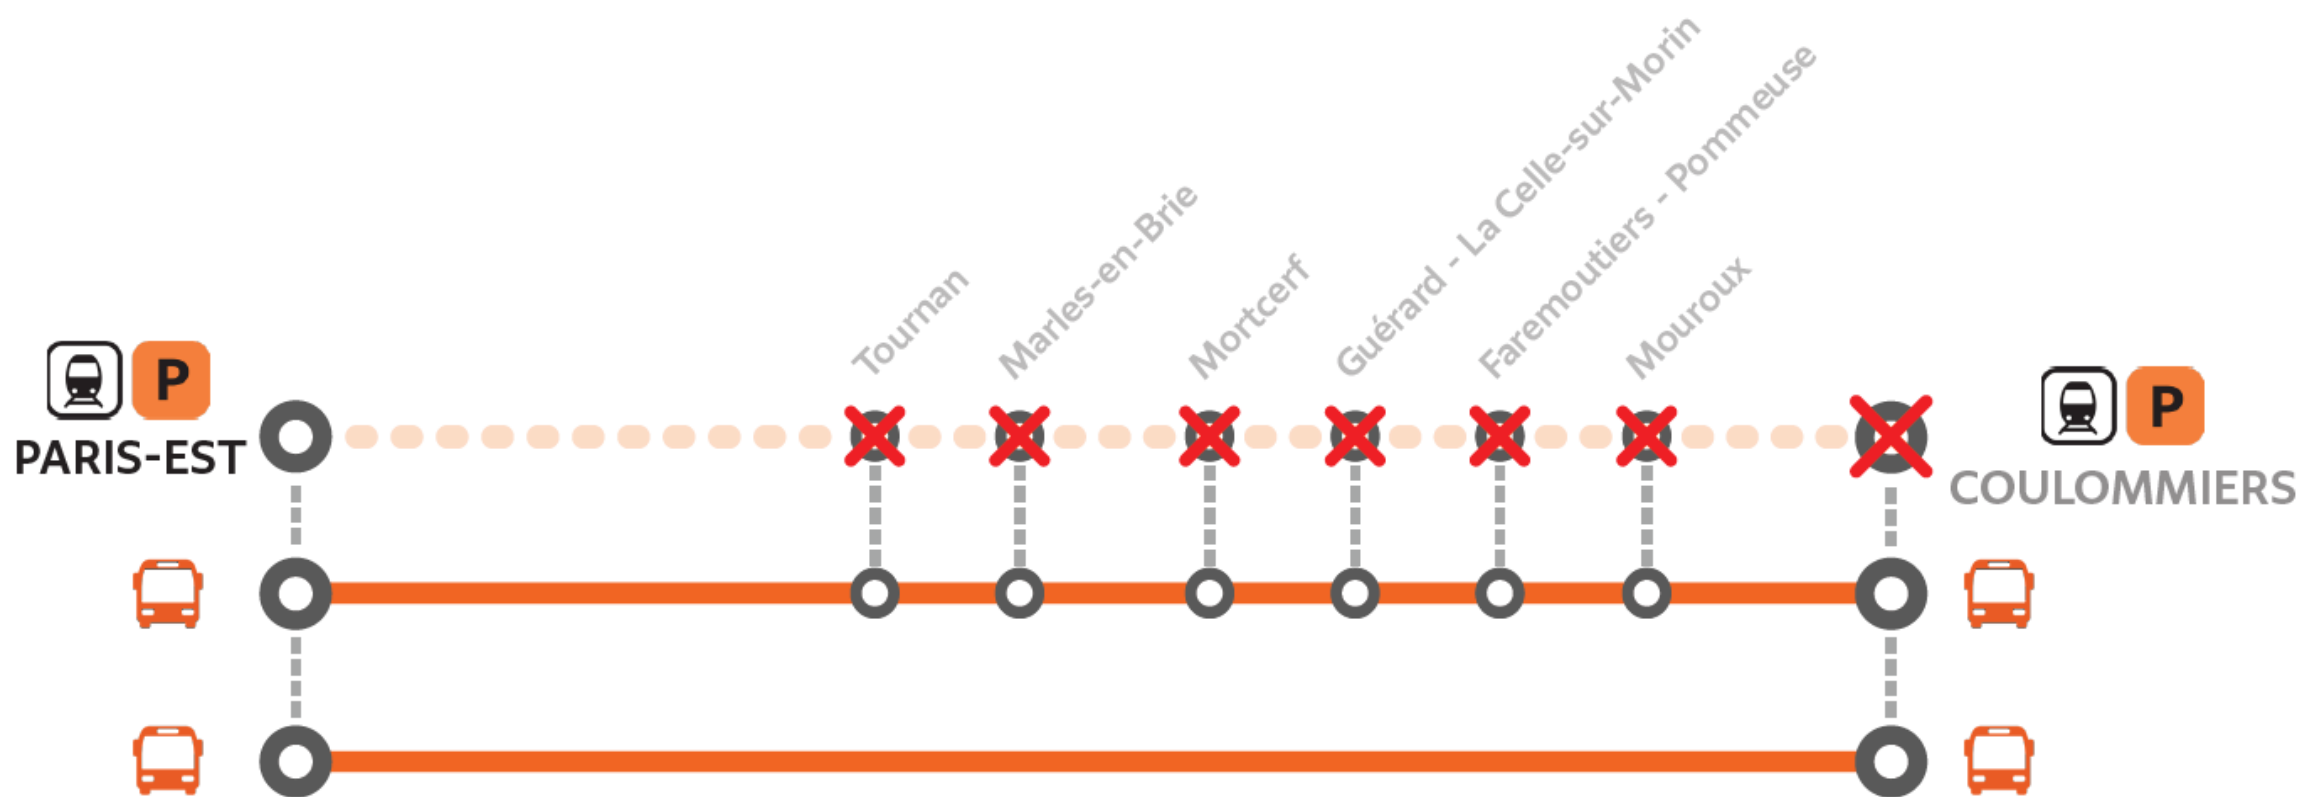 Tournan
Marles-en-Brie
Mortcerf
Guérard - La Celle-sur-Morin
Faremoutiers - Pommeuse
Mouroux
P
PARIS-EST
P
COULOMMIERS